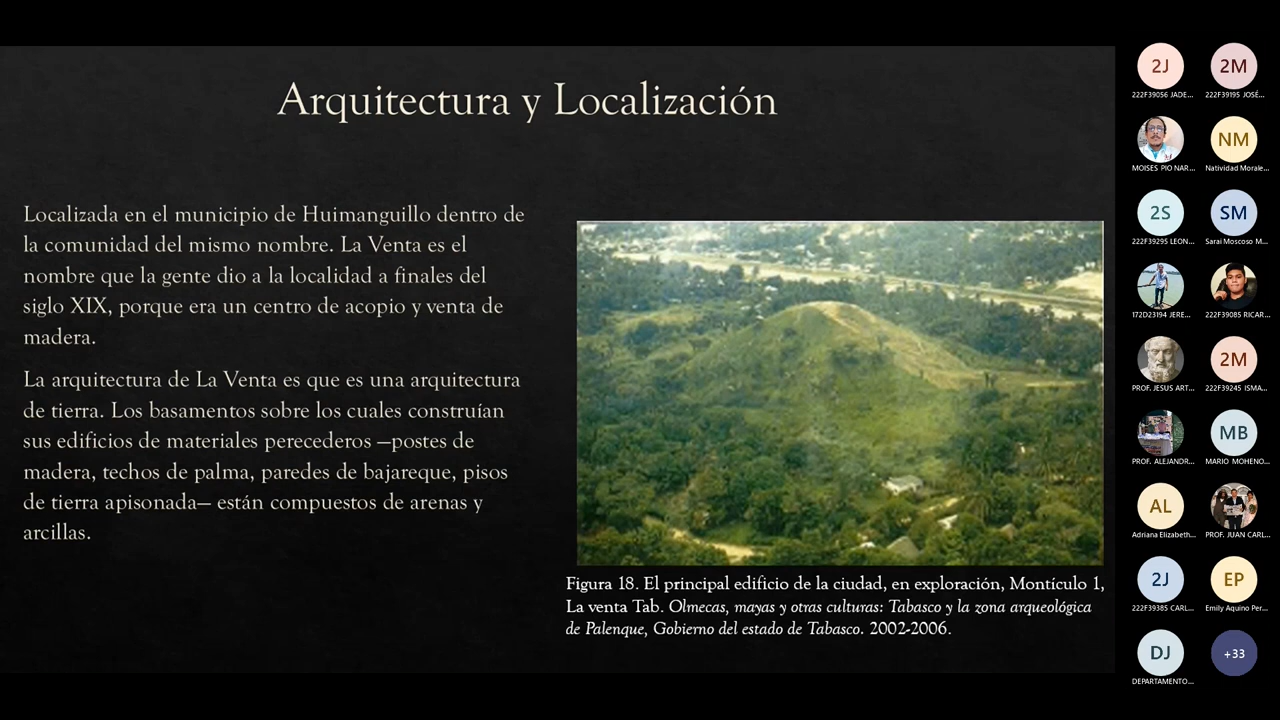 Arquitectura y Localización
Localizada en el municipio de Huimanguillo dentro de
la comunidad del mismo nombre. La Venta es el
nombre que la gente dio a la localidad a finales del
siglo XIX, porque era un centro de acopio y venta de
madera.
La arquitectura de La Venta es que es una arquitectura
de tierra. Los basamentos sobre los cuales construían
sus edificios de materiales perecederos —postes de
madera, techos de palma, paredes de bajareque, pisos
de tierra apisonada— están compuestos de arenas y
arcillas.
Figura 18. El principal edificio de la ciudad, en exploración, Montículo 1,
La venta Tab. Olmecas, mayas y otras culturas: Tabasco y la zona arqueológica
de Palenque, Gobierno del estado de Tabasco. 2002-2006.
2J
2M
222F39056 JADE...
222F39195 JOSÉ...
NM
MOISES PIO NAR...
Natividad Morale...
2S
SM
222F39295 LEON...
Sarai Moscoso M...
172D23194 JERE...
222F39085 RICAR...
2M
PROF. JESUS ART...
222F39245 ISMA...
MB
PROF. ALEJANDR...
MARIO MOHENO...
AL
Adriana Elizabeth...
PROF. JUAN CARL...
2J
EP
222F39385 CARL...
Emily Aquino Per...
DJ
+33
DEPARTAMENTO...